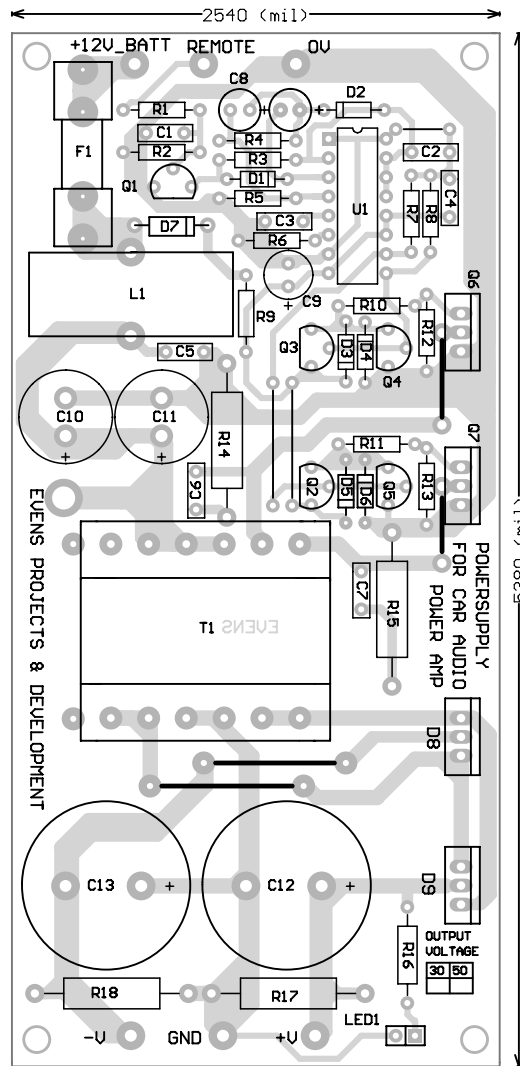 2540 (mil)
+12V_BATT REMOTE 0V
C8
D2
R1
C1
R4
F1
R2
R3
C2
Q1
D1
U1
R5
R7
R8
C4
C3
D7
R6
Q6
L1
C9
R10
R9
R12
Q3
D3
D4
C5
Q4
C10
C11
R14
Q7
R11
C6
Q2
D5
D6
Q5
R13
EVENS PROJECTS & DEVELOPMENT
POWERSUPPLY
FOR CAR AUDIO
POWER AMP
C7
T1
EVENS
R15
D8
C13
+
C12
+
D9
OUTPUT
VOLTAGE
30 50
R16
R18
R17
LED1
-V GND +V